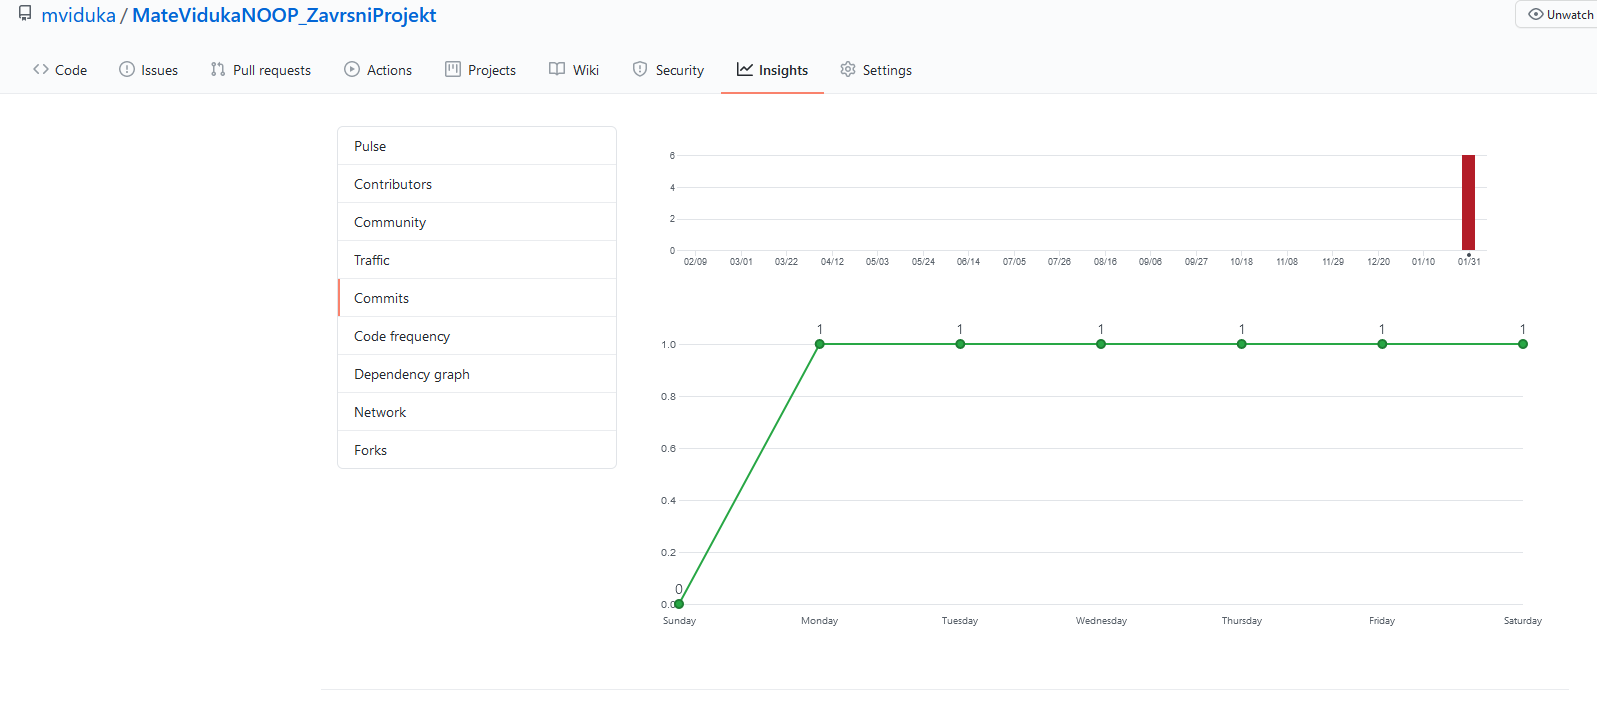 mviduka / MateVidukaNOOP_ZavrsniProjekt
Unwatch
Code Issues Pull requests Actions Projects Wiki Security Insights Settings
Pulse
Contributors
Community
Traffic
Commits
Code frequency
Dependency graph
Network
Forks
6
4
2
0
02/09 03/01 03/22 04/12 05/03 05/24 06/14 07/05 07/26 08/16 09/06 09/27 10/18 11/08 11/29 12/20 01/10 01/31
1 1 1 1 1 1
1.0
0.8
0.6
0.4
0.2
0
0.0
Sunday Monday Tuesday Wednesday Thursday Friday Saturday